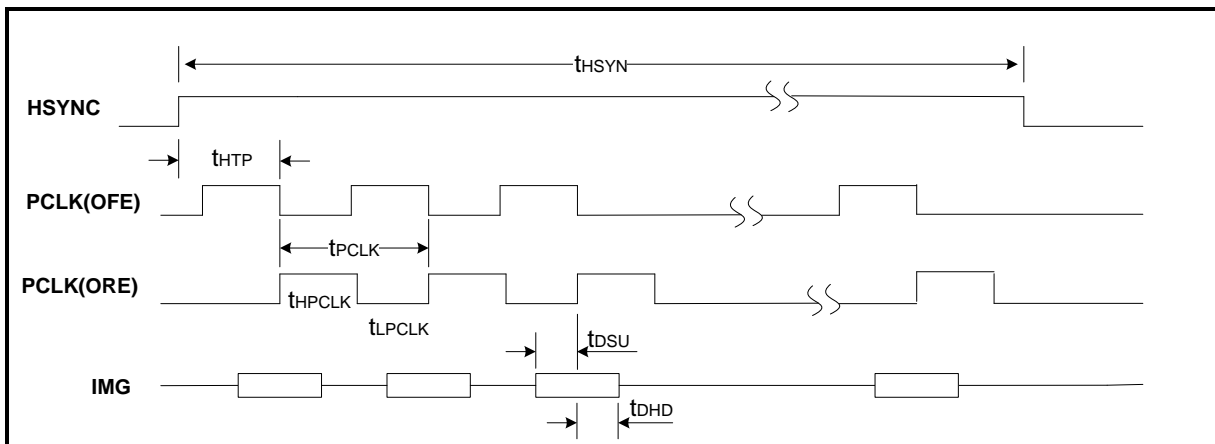 tHSYN
HSYNC
tHTP
PCLK(OFE)
tPCLK
PCLK(ORE)
tHPCLK
tLPCLK
tDSU
IMG
tDHD